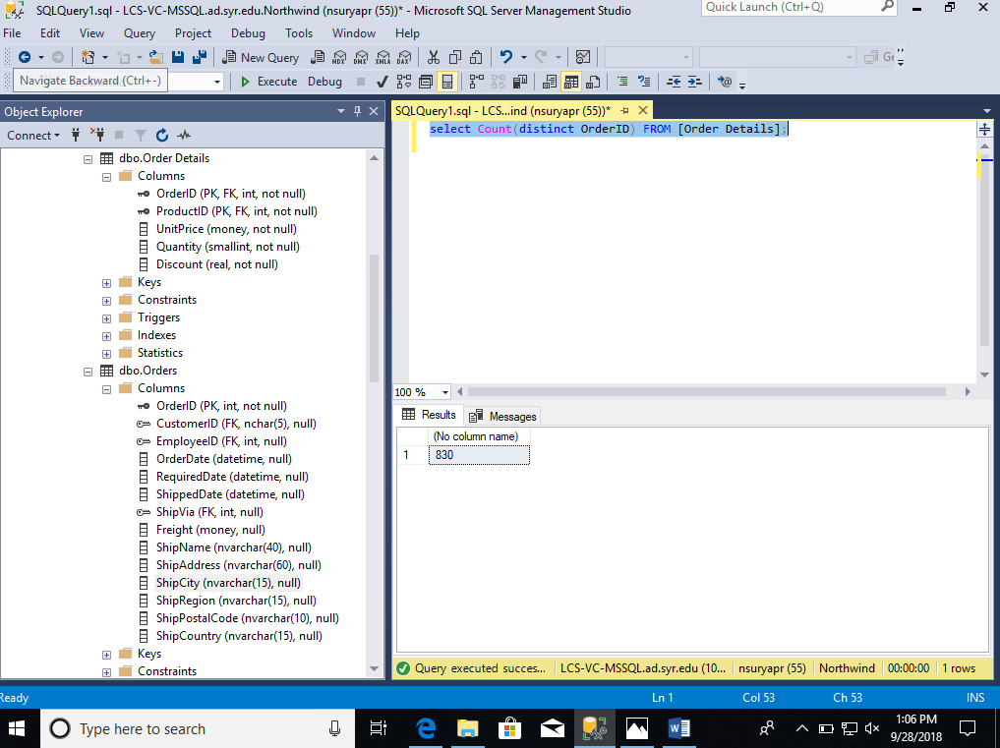 SQLQuery1.sql - LCS-VC-MSSQL.ad.syr.edu.Northwind (nsuryapr (55))* - Microsoft SQL Server Management Studio
Quick Launch (Ctrl+Q)
File Edit View Query Project Debug Tools Window Help
New Query
MDX DMX XMLA DAX
Ge
Navigate Backward (Ctrl+-)
Execute Debug
Object Explorer
Connect
dbo.Order Details
Columns
OrderID (PK, FK, int, not null)
ProductID (PK, FK, int, not null)
UnitPrice (money, not null)
Quantity (smallint, not null)
Discount (real, not null)
Keys
Constraints
Triggers
Indexes
Statistics
dbo.Orders
Columns
OrderID (PK, int, not null)
CustomerID (FK, nchar(5), null)
EmployeeID (FK, int, null)
OrderDate (datetime, null)
RequiredDate (datetime, null)
ShippedDate (datetime, null)
ShipVia (FK, int, null)
Freight (money, null)
ShipName (nvarchar(40), null)
ShipAddress (nvarchar(60), null)
ShipCity (nvarchar(15), null)
ShipRegion (nvarchar(15), null)
ShipPostalCode (nvarchar(10), null)
ShipCountry (nvarchar(15), null)
Keys
Constraints
SQLQuery1.sql - LCS...ind (nsuryapr (55))*
select Count(distinct OrderID) FROM [Order Details];
100 %
Results Messages
(No column name)
1 830
Query executed succes... LCS-VC-MSSQL.ad.syr.edu (10... nsuryapr (55) Northwind 00:00:00 1 rows
Ready Ln 1 Col 53 Ch 53 INS
Type here to search
1:06 PM
9/28/2018